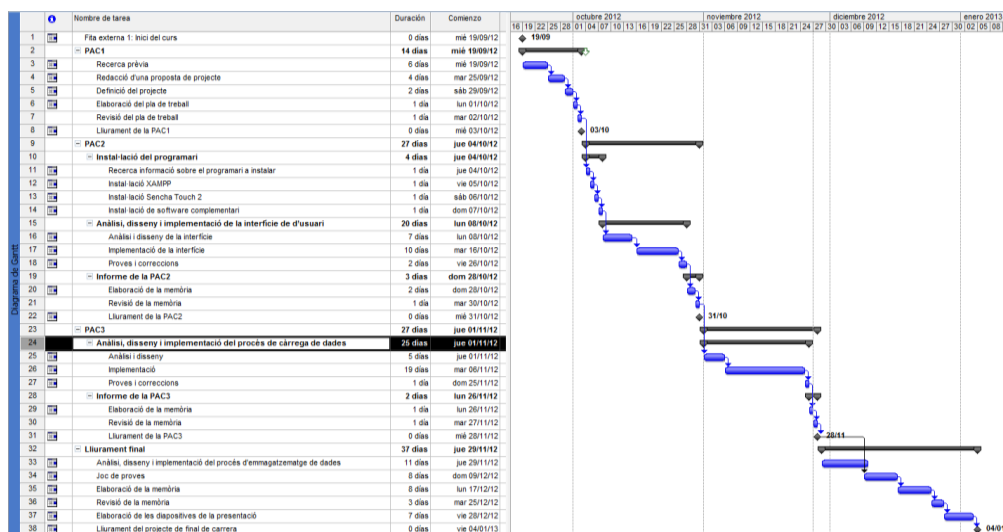 Nombre de tarea Duración Comienzo octubre 2012 noviembre 2012 diciembre 2012 enero 2013
16 19 22 25 28 01 04 07 10 13 16 19 22 25 28 31 03 06 09 12 15 18 21 24 27 30 03 06 09 12 15 18 21 24 27 30 02 05 08
1 Fita externa 1: Inici del curs 0 días mié 19/09/12 19/09
2 PAC1 14 días mié 19/09/12
3 Recerca prèvia 6 días mié 19/09/12
4 Redacció d'una proposta de projecte 4 días mar 25/09/12
5 Definició del projecte 2 días sáb 29/09/12
6 Elaboració del pla de treball 1 día lun 01/10/12
7 Revisió del pla de treball 1 día mar 02/10/12
8 Lliurament de la PAC1 0 días mié 03/10/12 03/10
9 PAC2 27 días jue 04/10/12
10 Instal·lació del programari 4 días jue 04/10/12
11 Recerca informació sobre el programari a instalar 1 día jue 04/10/12
12 Instal·lació XAMPP 1 día vie 05/10/12
13 Instal·lació Sencha Touch 2 1 día sáb 06/10/12
14 Instal·lació de software complementari 1 día dom 07/10/12
15 Anàlisi, disseny i implementació de la interfície de d'usuari 20 días lun 08/10/12
16 Anàlisi i disseny de la interfície 7 días lun 08/10/12
17 Implementació de la interfície 10 días mar 16/10/12
18 Proves i correccions 2 días vie 26/10/12
19 Informe de la PAC2 3 días dom 28/10/12
20 Elaboració de la memòria 2 días dom 28/10/12
21 Revisió de la memòria 1 día mar 30/10/12
22 Lliurament de la PAC2 0 días mié 31/10/12 31/10
23 PAC3 27 días jue 01/11/12
24 Anàlisi, disseny i implementació del procés de càrrega de dades 25 días jue 01/11/12
25 Anàlisi i disseny 5 días jue 01/11/12
26 Implementació 19 días mar 06/11/12
27 Proves i correccions 1 día dom 25/11/12
28 Informe de la PAC3 2 días lun 26/11/12
29 Elaboració de la memòria 1 día lun 26/11/12
30 Revisió de la memòria 1 día mar 27/11/12
31 Lliurament de la PAC3 0 días mié 28/11/12 28/11
32 Lliurament final 37 días jue 29/11/12
33 Anàlisi, disseny i implementació del procés d'emmagatzematge de dades 11 días jue 29/11/12
34 Joc de proves 8 días dom 09/12/12
35 Elaboració de la memòria 8 días lun 17/12/12
36 Revisió de la memòria 3 días mar 25/12/12
37 Elaboració de les diapositives de la presentació 7 días vie 28/12/12
38 Lliurament del projecte de final de carrera 0 días vie 04/01/13 04/01
Diagrama de Gantt